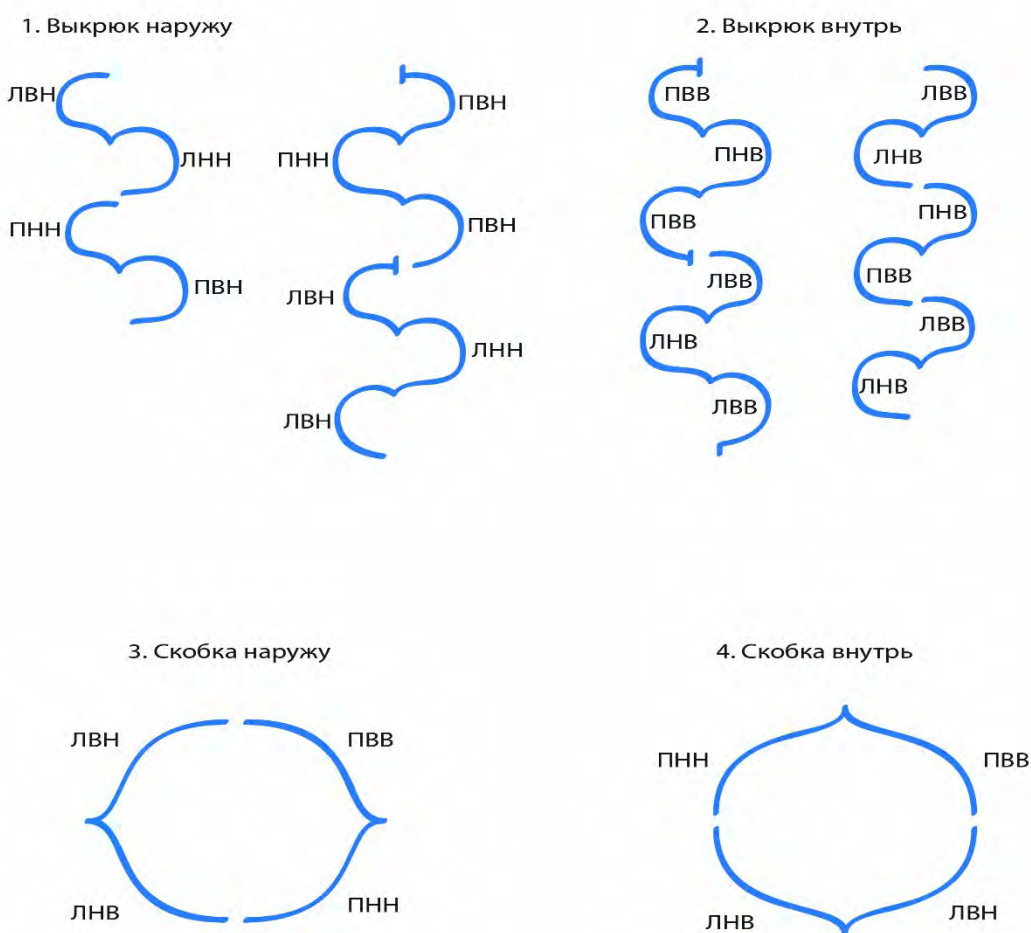 1. Выкрюк наружу
ЛВН
ЛНН
ПНН
ПВН
ПВН
ПНН
ПВН
ЛВН
ЛНН
ЛВН
2. Выкрюк внутрь
ПВВ
ПНВ
ПВВ
ЛВВ
ЛНВ
ЛВВ
ЛВВ
ЛНВ
ПНВ
ПВВ
ЛВВ
ЛНВ
3. Скобка наружу
ЛВН
ПВВ
ЛНВ
ПНН
4. Скобка внутрь
ПНН
ПВВ
ЛНВ
ЛВН